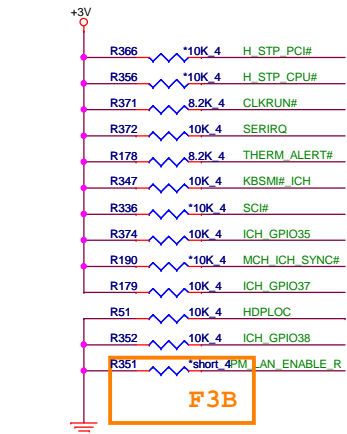 +3V
R366 *10K_4 H_STP_PCI#
R356 *10K_4 H_STP_CPU#
R371 8.2K_4 CLKRUN#
R372 10K_4 SERIRQ
R178 8.2K_4 THERM_ALERT#
R347 10K_4 KBSMI#_ICH
R336 *10K_4 SCI#
R374 10K_4 ICH_GPIO35
R190 *10K_4 MCH_ICH_SYNC#
R179 10K_4 ICH_GPIO37
R51 10K_4 HDPLOC
R352 10K_4 ICH_GPIO38
R351 *short_4 PM_LAN_ENABLE_R
F3B